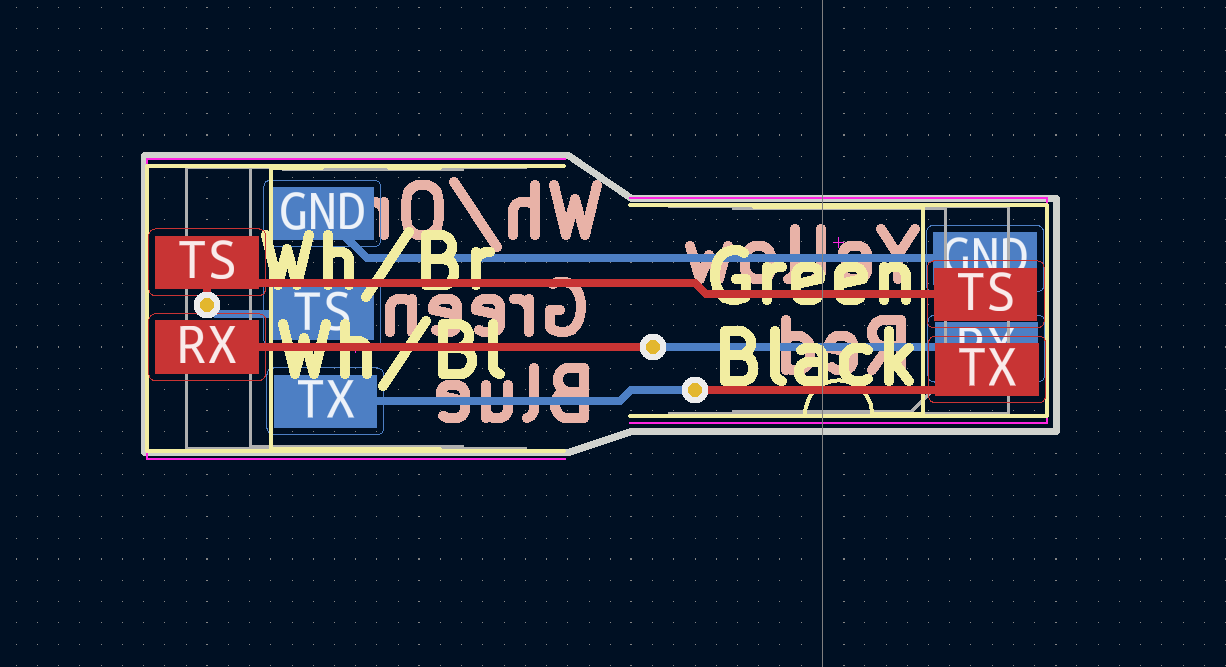 GND Wh/Or
TS Wh/Br Yellow GND
Green TS
TS Green
RX Wh/Bl Red RX
Black TX
TX Blue